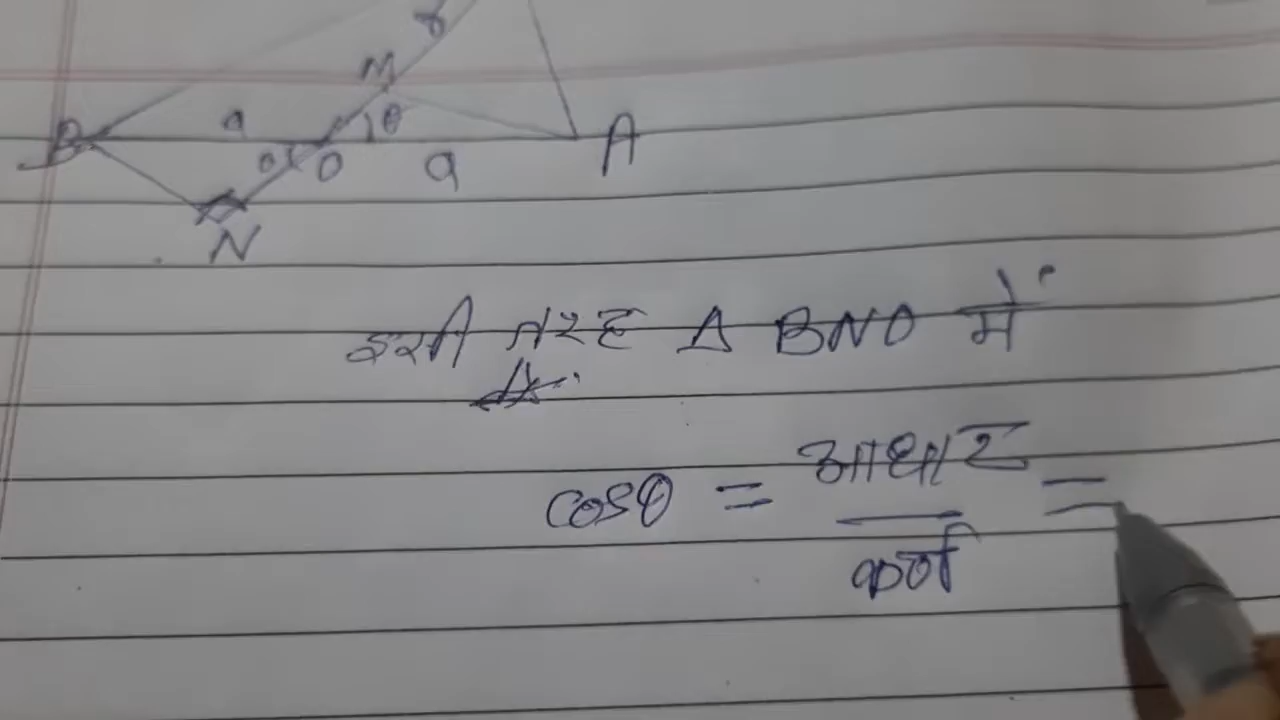 r
M
B a θ
θ O a A
N
इसी तरह Δ BNO में
cosθ = आधार =
कर्ण